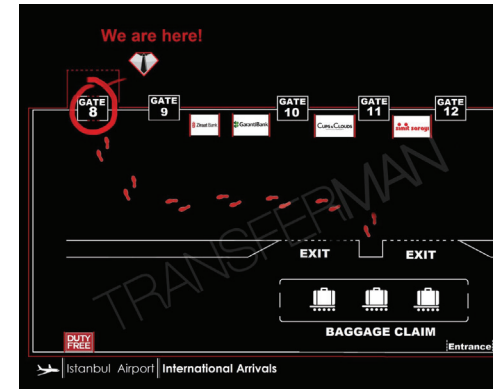 We are here!
GATE
8
GATE
9
GATE
10
GATE
11
GATE
12
Ziraat Bank
GarantiBank
CUPS&CLOUDS
simit sarayı
TRANSFERMAN
EXIT
EXIT
BAGGAGE CLAIM
DUTY
FREE
Entrance
Istanbul Airport International Arrivals